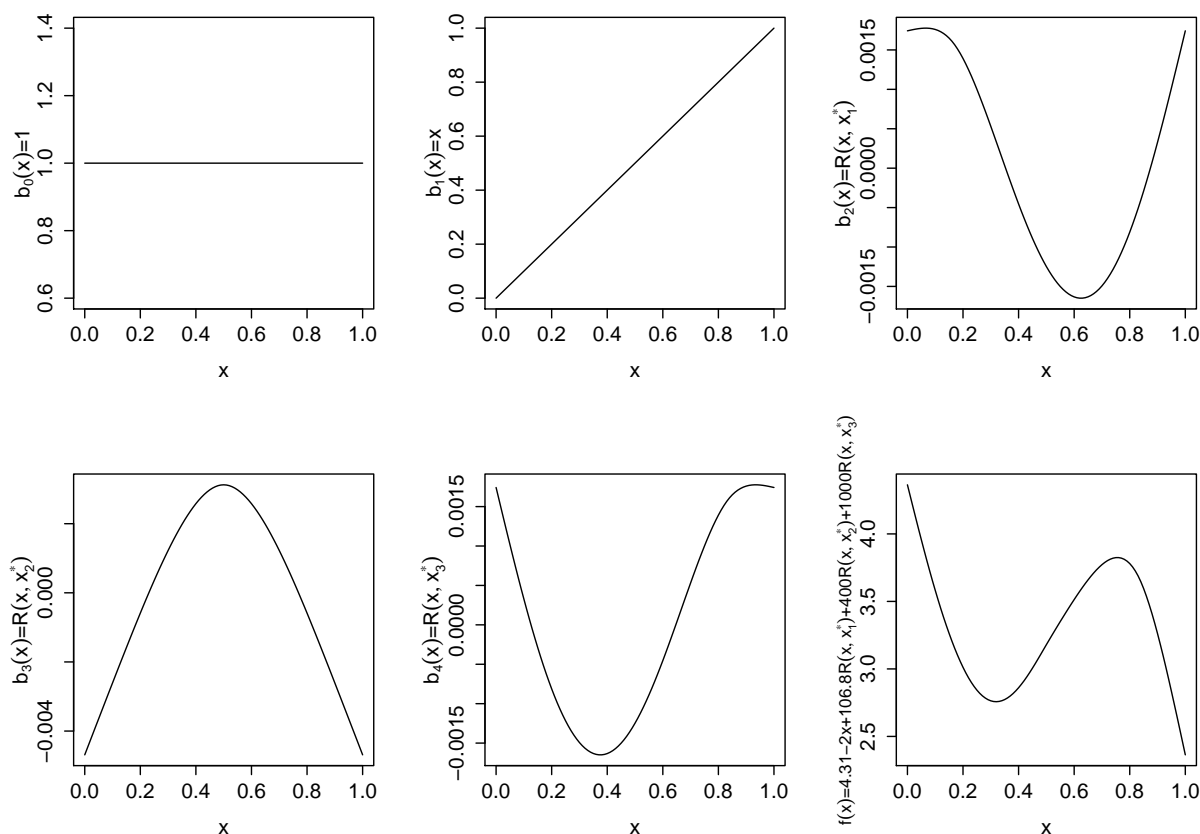 b₀(x)=1
0.6 0.8 1.0 1.2 1.4
0.0 0.2 0.4 0.6 0.8 1.0
x
b₁(x)=x
0.0 0.2 0.4 0.6 0.8 1.0
0.0 0.2 0.4 0.6 0.8 1.0
x
b₂(x)=R(x, x₁*)
−0.0015 0.0000 0.0015
0.0 0.2 0.4 0.6 0.8 1.0
x
b₃(x)=R(x, x₂*)
−0.004 0.000
0.0 0.2 0.4 0.6 0.8 1.0
x
b₄(x)=R(x, x₃*)
−0.0015 0.0000 0.0015
0.0 0.2 0.4 0.6 0.8 1.0
x
f(x)=4.31−2x+106.8R(x, x₁*)+400R(x, x₂*)+1000R(x, x₃*)
2.5 3.0 3.5 4.0
0.0 0.2 0.4 0.6 0.8 1.0
x